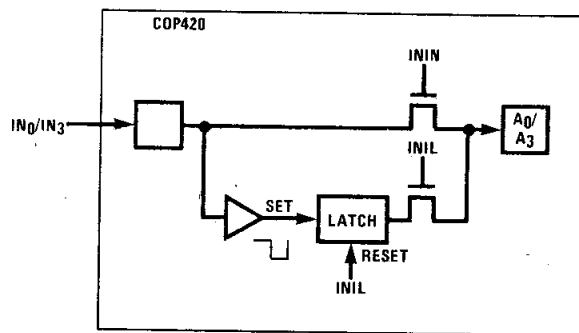 COP420
ININ
IN0/IN3
A0/
A3
INIL
SET
LATCH
RESET
INIL